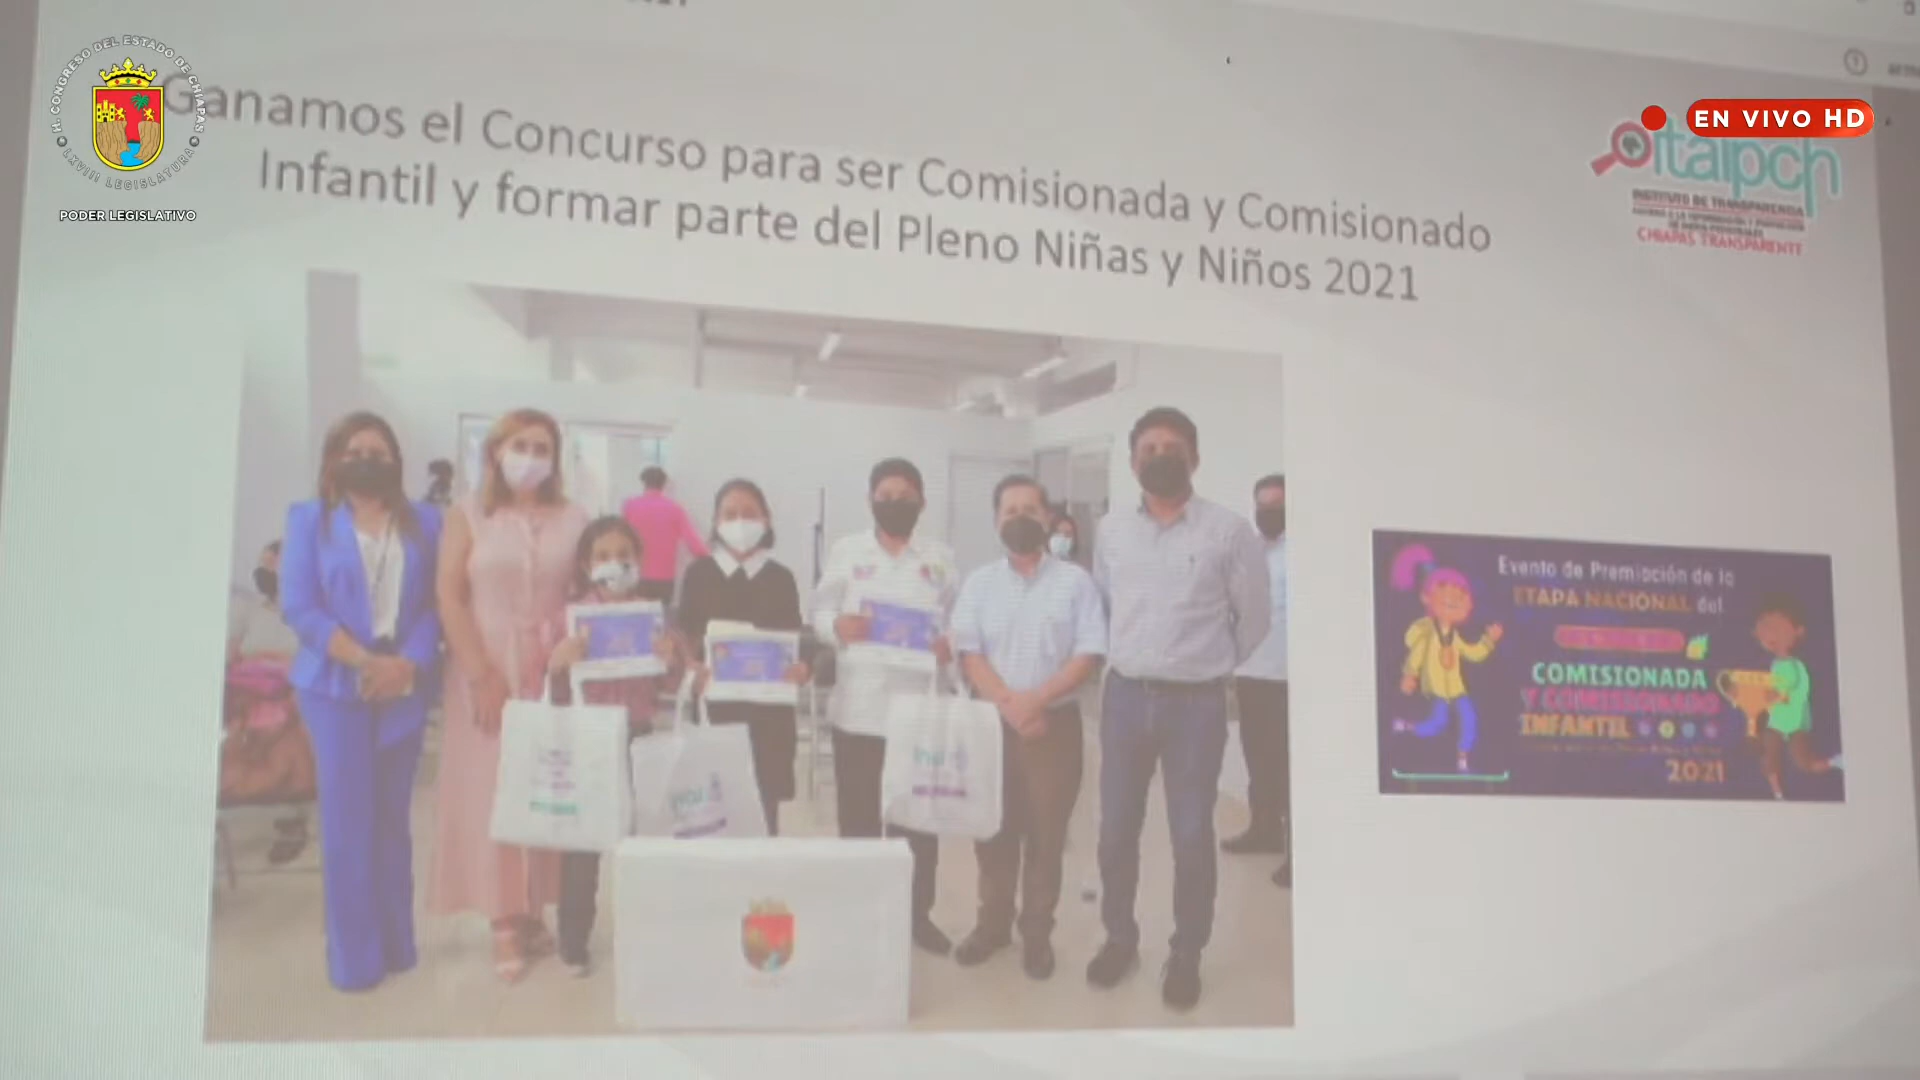 H. CONGRESO DEL ESTADO DE CHIAPAS
LXVIII LEGISLATURA
PODER LEGISLATIVO
EN VIVO HD
Ganamos el Concurso para ser Comisionada y Comisionado
Infantil y formar parte del Pleno Niñas y Niños 2021
itaipch
INSTITUTO DE TRANSPARENCIA
CHIAPAS TRANSPARENTE
Evento de Premiación de la
ETAPA NACIONAL del
COMISIONADA
Y COMISIONADO
INFANTIL
2021